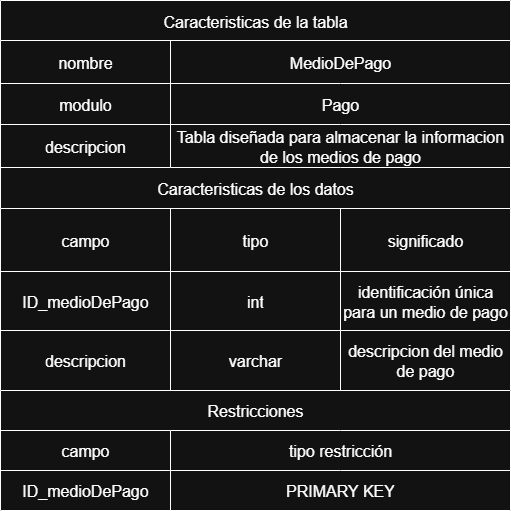 Caracteristicas de la tabla
nombre
MedioDePago
modulo
Pago
descripcion
Tabla diseñada para almacenar la informacion
de los medios de pago
Caracteristicas de los datos
campo
tipo
significado
ID_medioDePago
int
identificación única
para un medio de pago
descripcion
varchar
descripcion del medio
de pago
Restricciones
campo
tipo restricción
ID_medioDePago
PRIMARY KEY